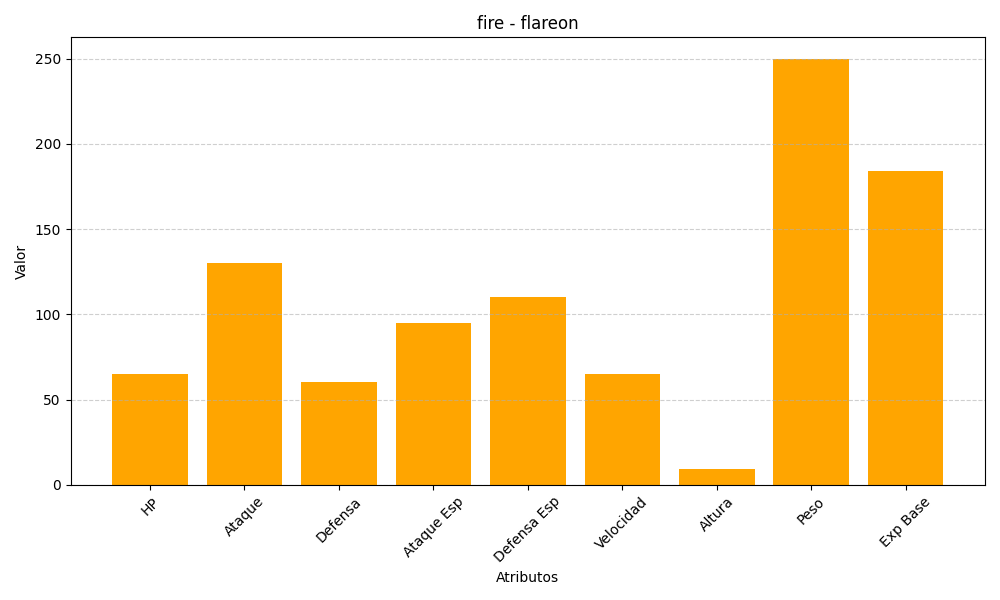 fire - flareon
250
200
150
100
50
0
Valor
HP
Ataque
Defensa
Ataque Esp
Defensa Esp
Velocidad
Altura
Peso
Exp Base
Atributos